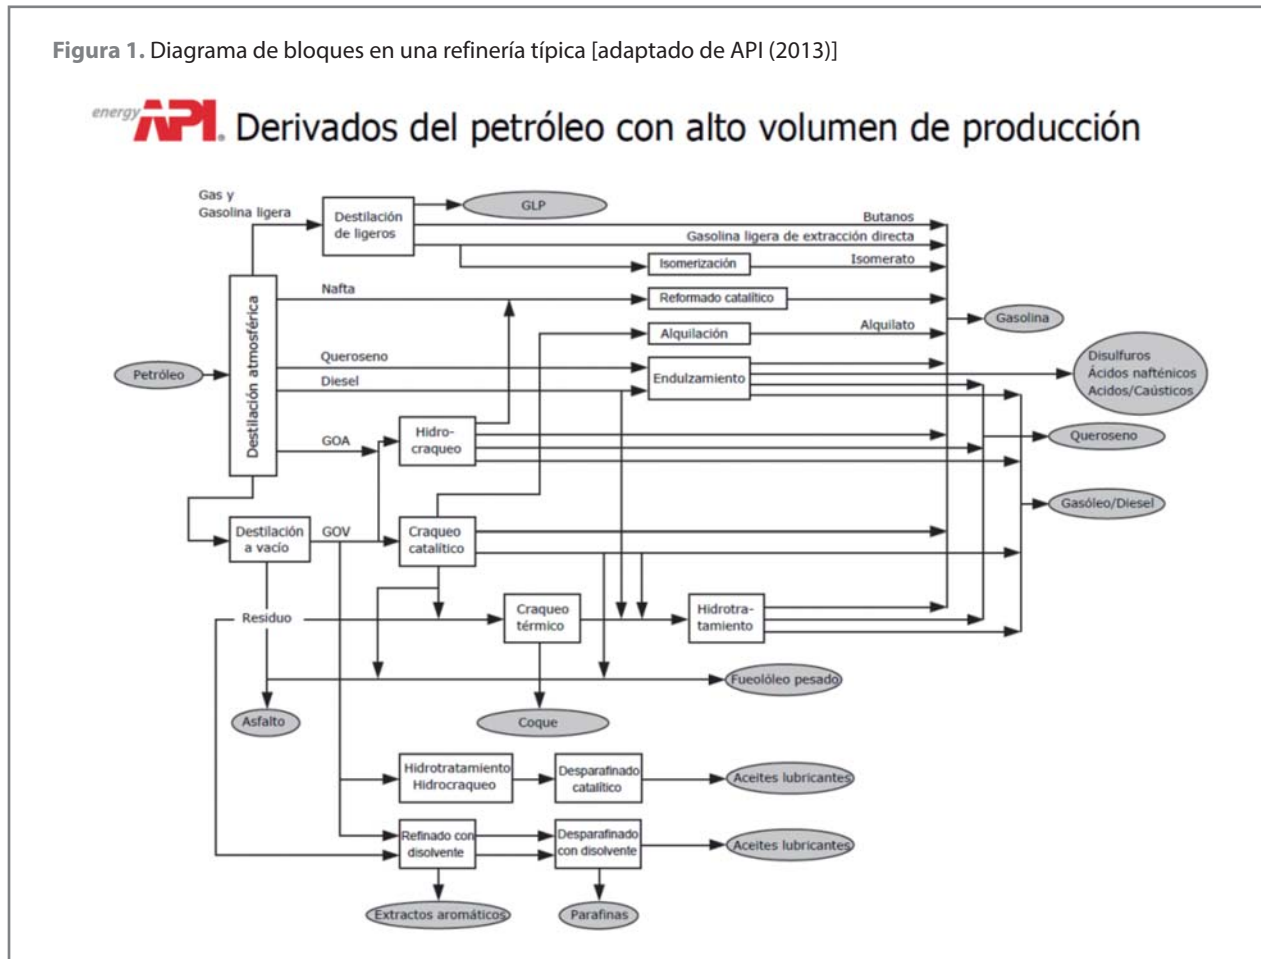 Figura 1. Diagrama de bloques en una refinería típica [adaptado de API (2013)]
energy API®
Derivados del petróleo con alto volumen de producción
Gas y
Gasolina ligera
Destilación
de ligeros
GLP
Butanos
Gasolina ligera de extracción directa
Isomerización
Isomerato
Nafta
Reformado catalítico
Gasolina
Alquilación
Alquilato
Destilación atmosférica
Petróleo
Queroseno
Diesel
Endulzamiento
Disulfuros
Ácidos nafténicos
Acidos/Caústicos
GOA
Hidro-
craqueo
Queroseno
Gasóleo/Diesel
Destilación
a vacío
GOV
Craqueo
catalítico
Residuo
Craqueo
térmico
Hidrotra-
tamiento
Fueolóleo pesado
Asfalto
Coque
Hidrotratamiento
Hidrocraqueo
Desparafinado
catalítico
Aceites lubricantes
Refinado con
disolvente
Desparafinado
con disolvente
Aceites lubricantes
Extractos aromáticos
Parafinas